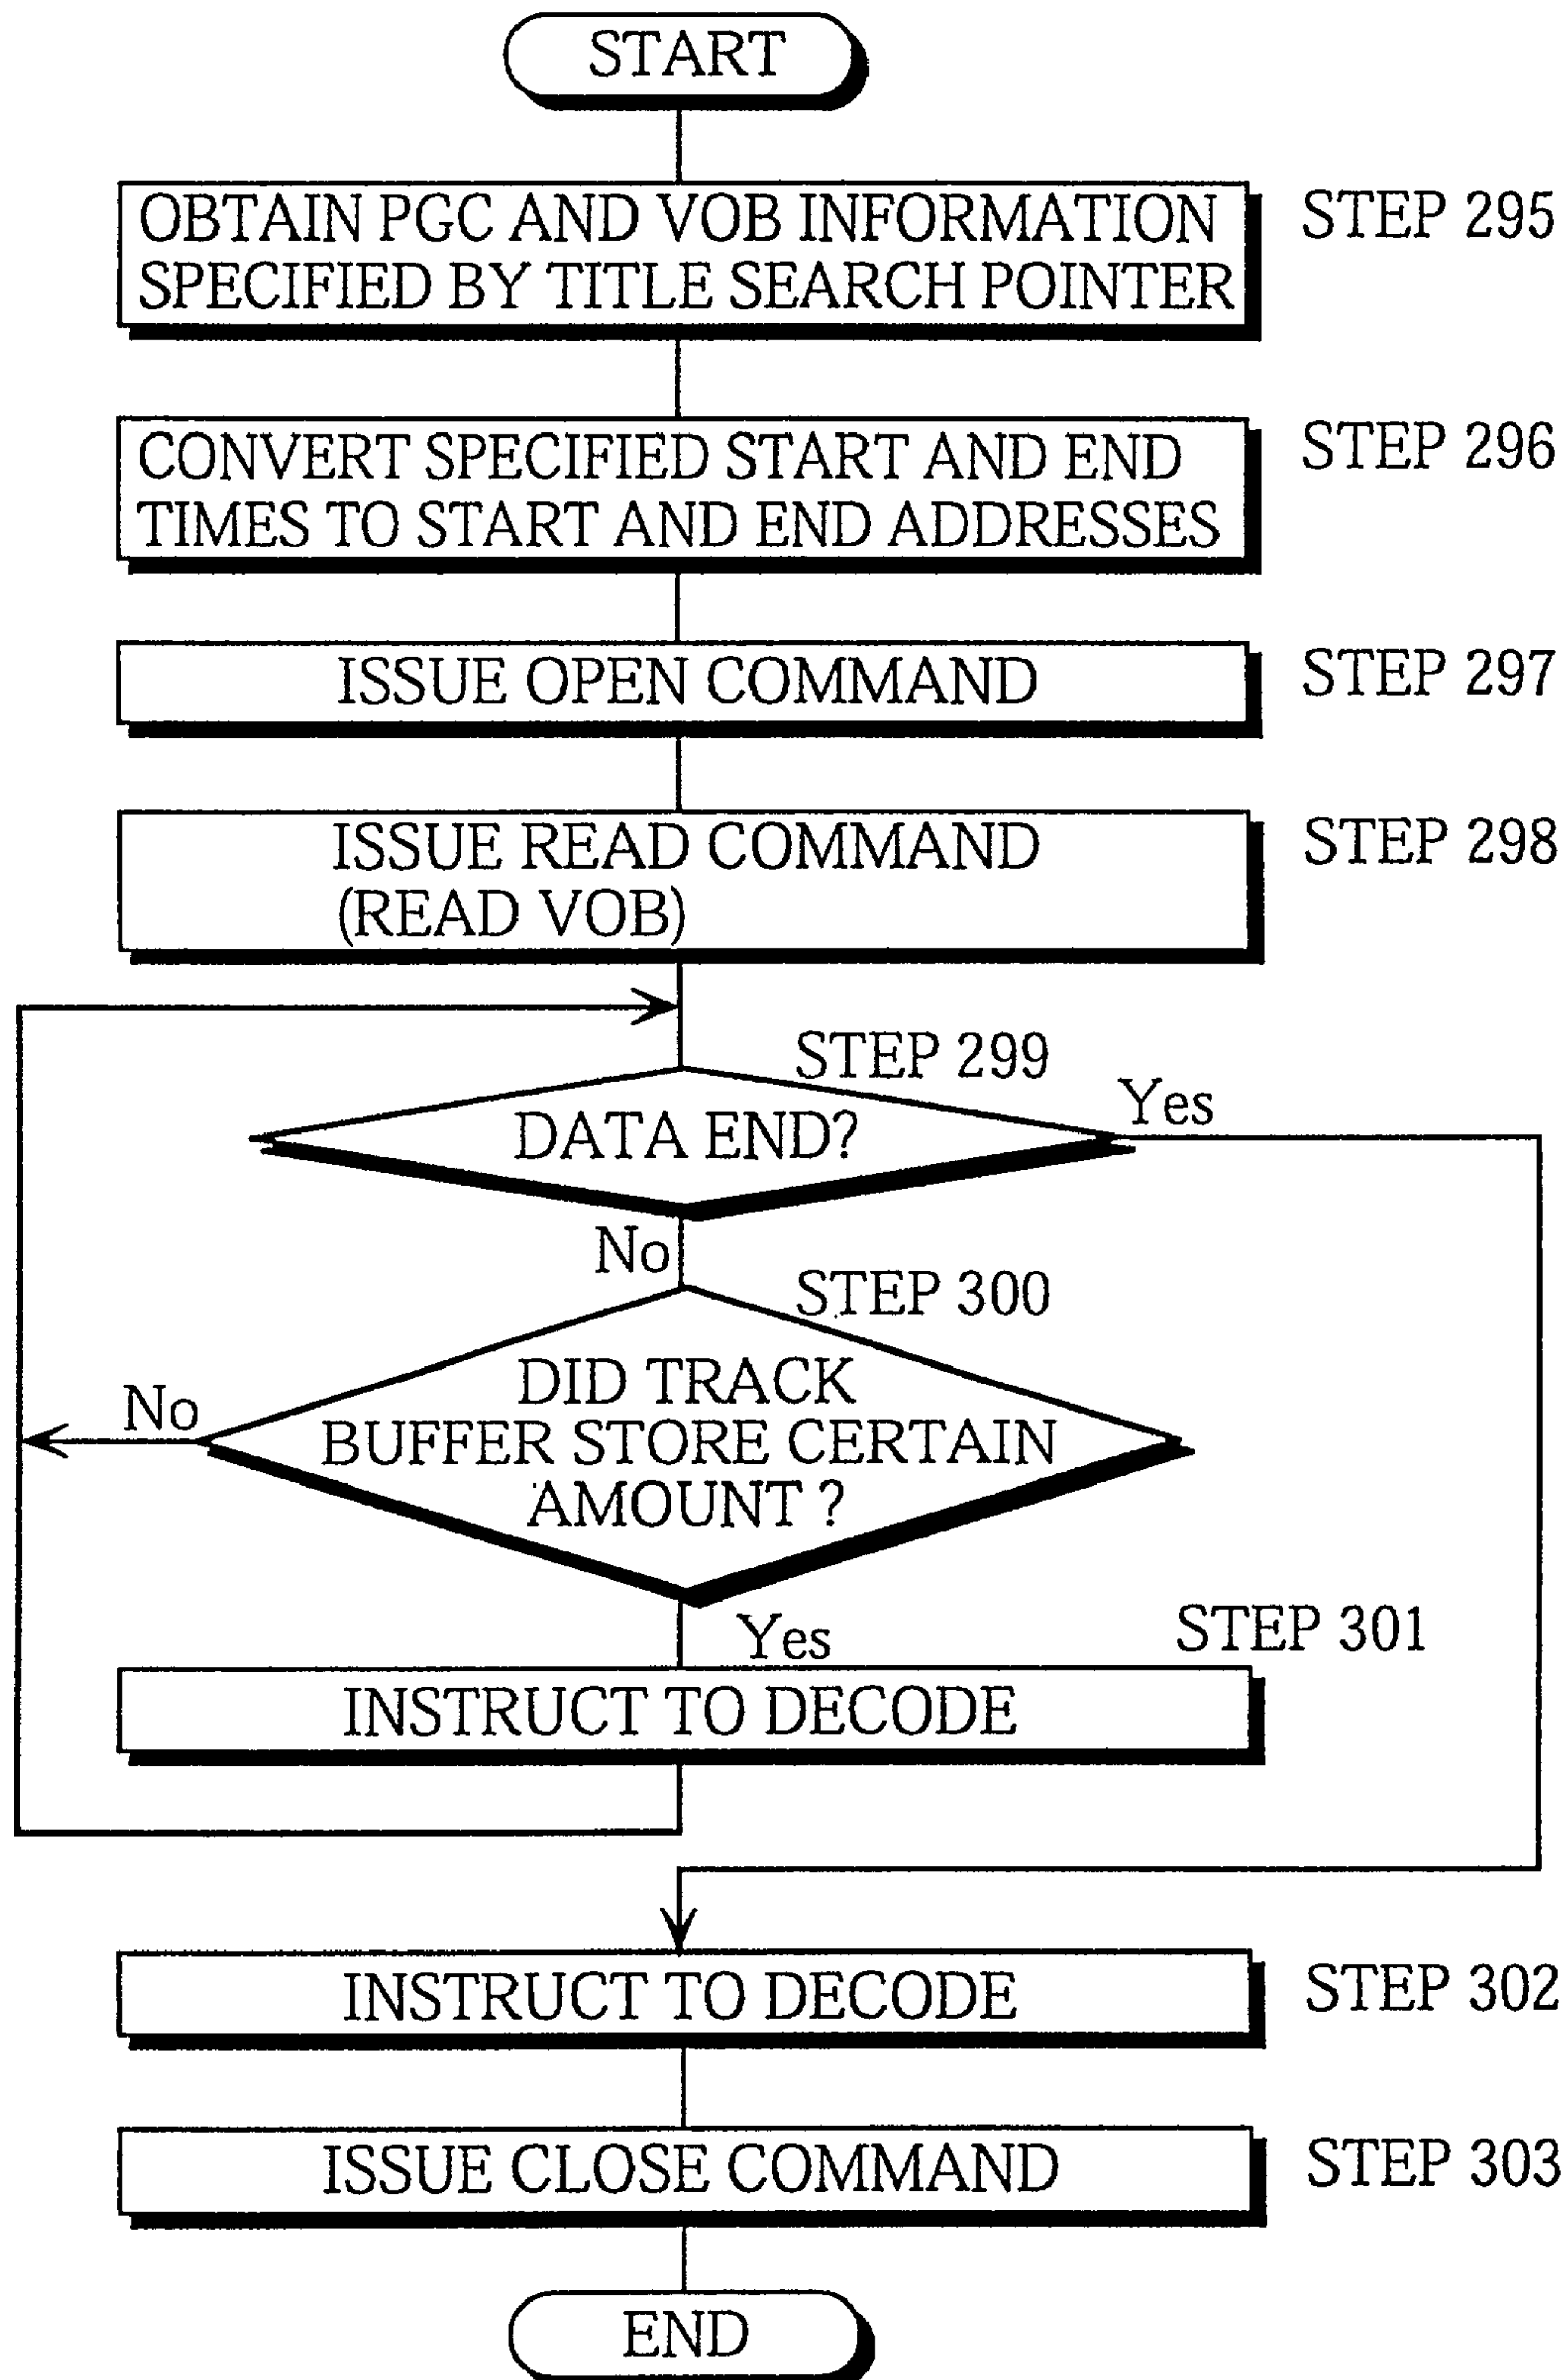 START
OBTAIN PGC AND VOB INFORMATION
SPECIFIED BY TITLE SEARCH POINTER
STEP 295
CONVERT SPECIFIED START AND END
TIMES TO START AND END ADDRESSES
STEP 296
ISSUE OPEN COMMAND
STEP 297
ISSUE READ COMMAND
(READ VOB)
STEP 298
STEP 299
DATA END?
Yes
No
STEP 300
DID TRACK
BUFFER STORE CERTAIN
AMOUNT ?
No
Yes
STEP 301
INSTRUCT TO DECODE
INSTRUCT TO DECODE
STEP 302
ISSUE CLOSE COMMAND
STEP 303
END